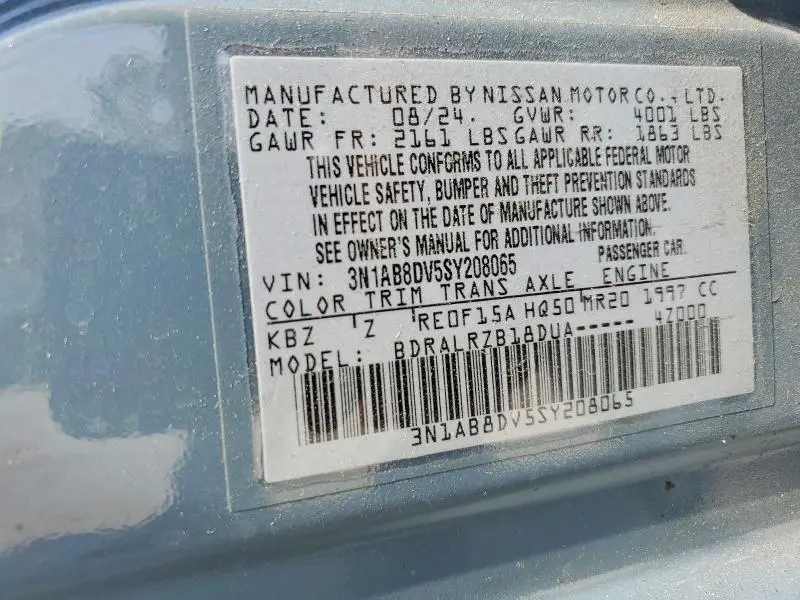 MANUFACTURED BY NISSAN MOTOR CO., LTD.
DATE: 08/24. GVWR: 4001 LBS
GAWR FR: 2161 LBS GAWR RR: 1863 LBS
THIS VEHICLE CONFORMS TO ALL APPLICABLE FEDERAL MOTOR
VEHICLE SAFETY, BUMPER AND THEFT PREVENTION STANDARDS
IN EFFECT ON THE DATE OF MANUFACTURE SHOWN ABOVE.
SEE OWNER'S MANUAL FOR ADDITIONAL INFORMATION.
VIN: 3N1AB8DV5SY208065 PASSENGER CAR.
COLOR TRIM TRANS AXLE ENGINE
KBZ Z RE0F15A HQ50 MR20 1997 CC
MODEL: BDRALRZB18DUA----- 4Z000
3N1AB8DV5SY208065